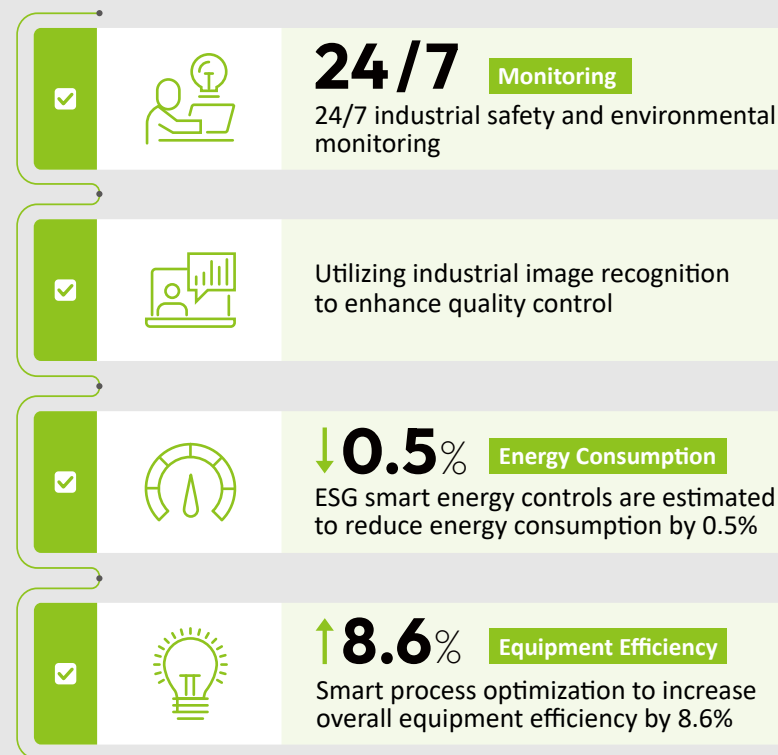 24/7 Monitoring
24/7 industrial safety and environmental
monitoring
Utilizing industrial image recognition
to enhance quality control
↓0.5% Energy Consumption
ESG smart energy controls are estimated
to reduce energy consumption by 0.5%
↑8.6% Equipment Efficiency
Smart process optimization to increase
overall equipment efficiency by 8.6%